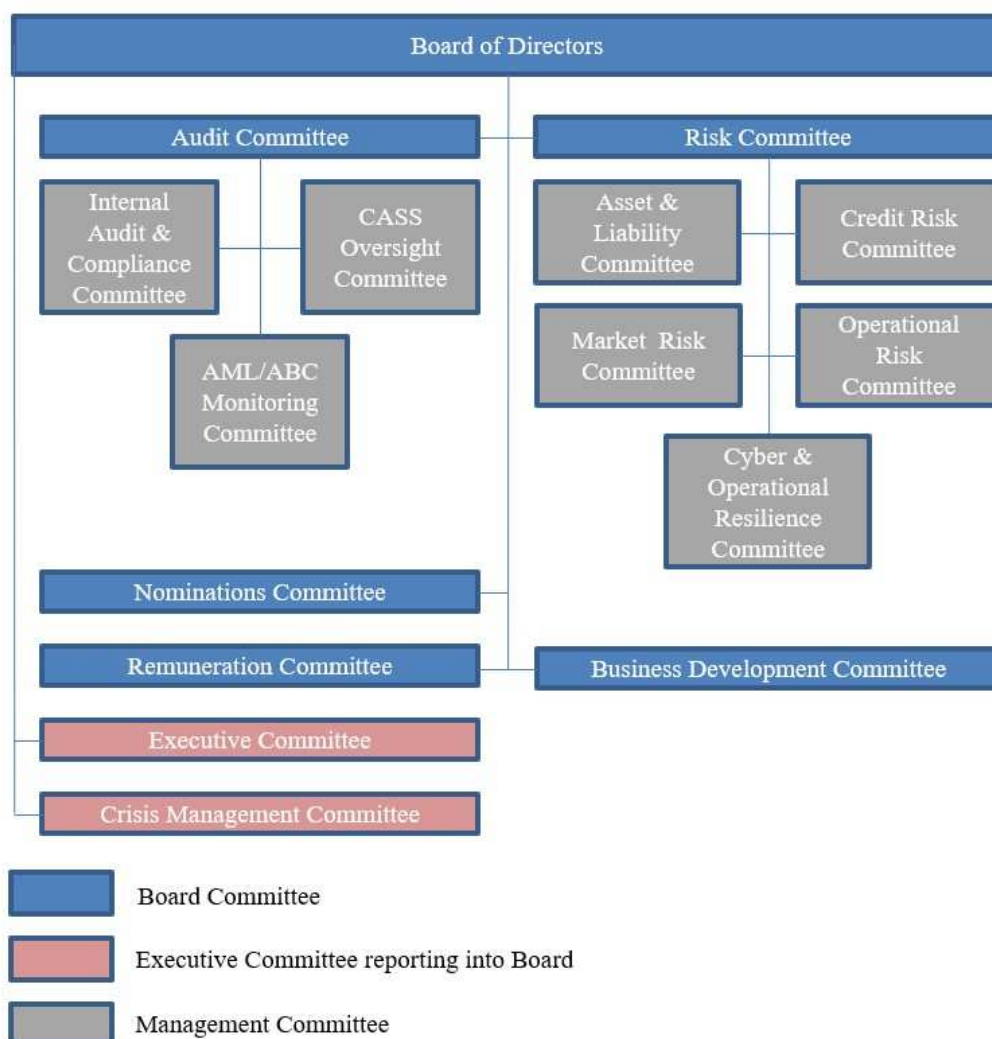 Board of Directors
Audit Committee
Risk Committee
Internal
Audit &
Compliance
Committee
CASS
Oversight
Committee
AML/ABC
Monitoring
Committee
Asset &
Liability
Committee
Credit Risk
Committee
Market Risk
Committee
Operational
Risk
Committee
Cyber &
Operational
Resilience
Committee
Nominations Committee
Remuneration Committee
Business Development Committee
Executive Committee
Crisis Management Committee
Board Committee
Executive Committee reporting into Board
Management Committee